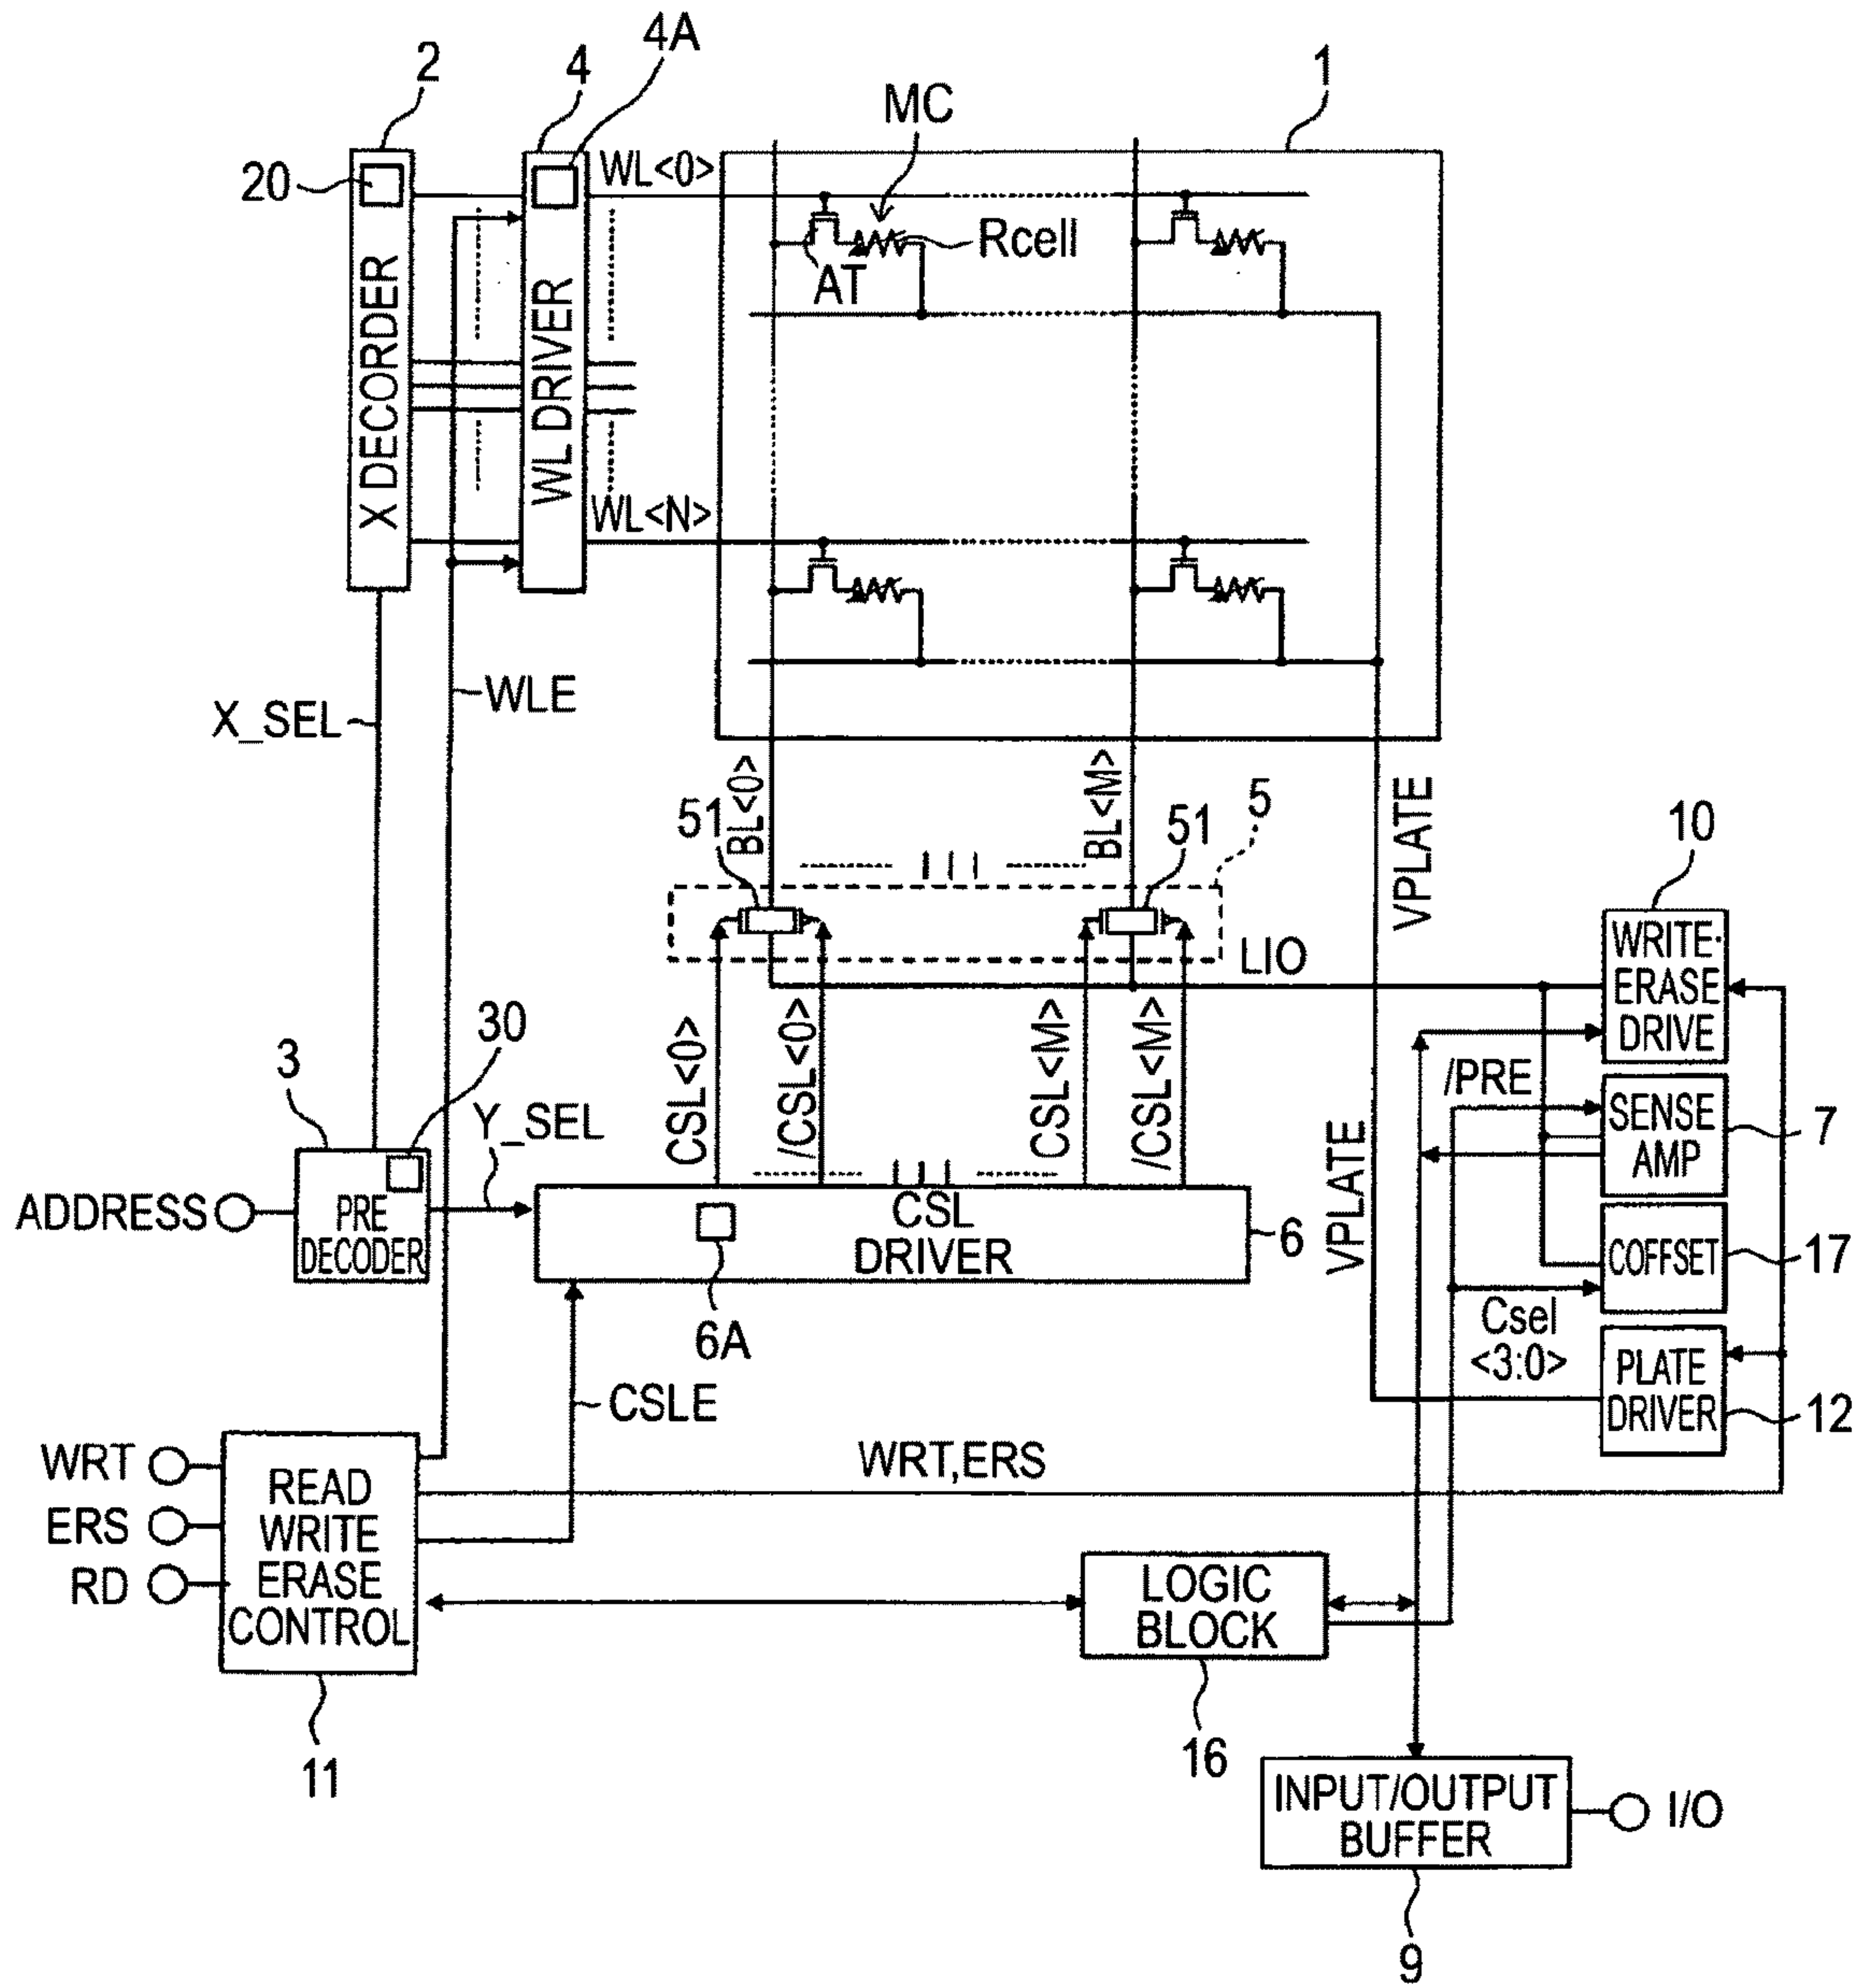 4A
2
4
1
MC
20
WL<0>
Rcell
AT
X DECORDER
WL DRIVER
WL<N>
WLE
X_SEL
BL<0>
BL<M>
VPLATE
51
51
5
10
WRITE·
ERASE
DRIVE
LIO
30
3
CSL<0>
/CSL<0>
CSL<M>
/CSL<M>
/PRE
SENSE
AMP
7
Y_SEL
VPLATE
ADDRESS
PRE
DECODER
CSL
DRIVER
6
COFFSET
17
6A
Csel
<3:0>
PLATE
DRIVER
12
CSLE
WRT
ERS
RD
READ
WRITE
ERASE
CONTROL
WRT,ERS
LOGIC
BLOCK
11
16
INPUT/OUTPUT
BUFFER
I/O
9